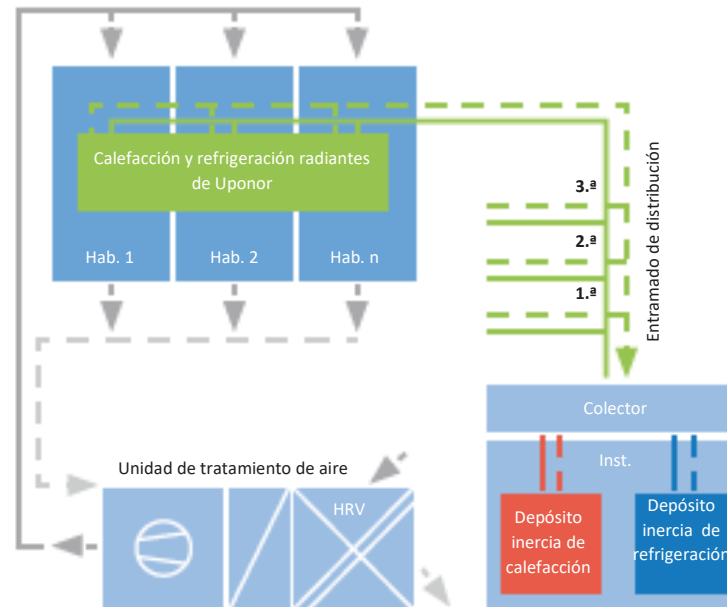 Calefacción y refrigeración radiantes
de Uponor
Hab. 1
Hab. 2
Hab. n
3.ª
2.ª
1.ª
Entramado de distribución
Colector
Inst.
Unidad de tratamiento de aire
HRV
Depósito
inercia de
calefacción
Depósito
inercia de
refrigeración